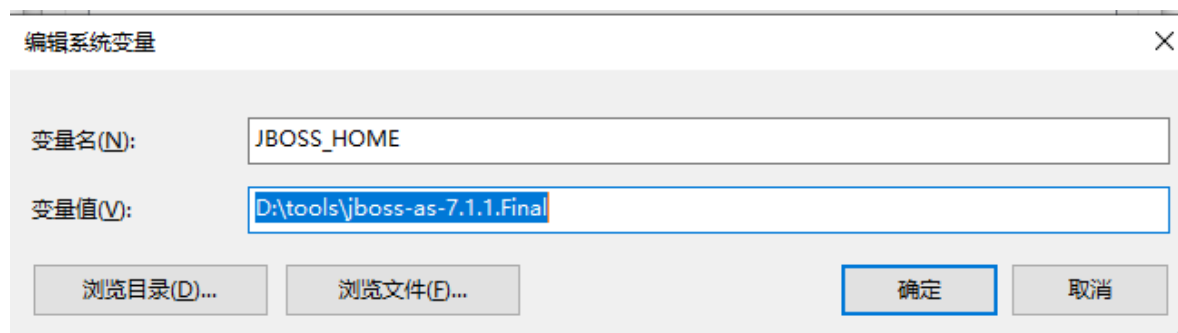 编辑系统变量
变量名(N):
JBOSS_HOME
变量值(V):
D:\tools\jboss-as-7.1.1.Final
浏览目录(D)...
浏览文件(F)...
确定
取消